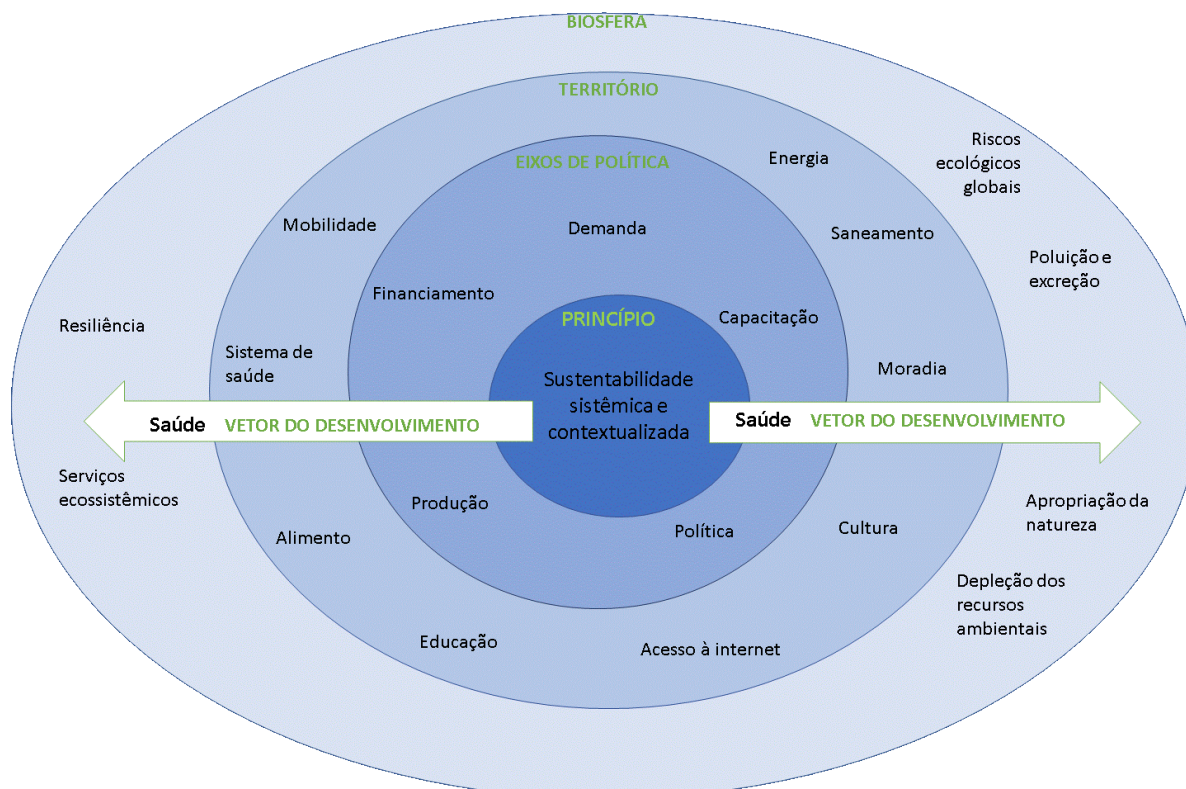 BIOSFERA
TERRITÓRIO
EIXOS DE POLÍTICA
Energia
Riscos
ecológicos
globais
Mobilidade
Demanda
Saneamento
Poluição e
excreção
Financiamento
Capacitação
Resiliência
PRINCÍPIO
Sistema de
saúde
Moradia
Sustentabilidade
sistêmica e
contextualizada
Saúde VETOR DO DESENVOLVIMENTO
Saúde VETOR DO DESENVOLVIMENTO
Serviços
ecossistêmicos
Produção
Apropriação da
natureza
Alimento
Política
Cultura
Depleção dos
recursos
ambientais
Educação
Acesso à internet